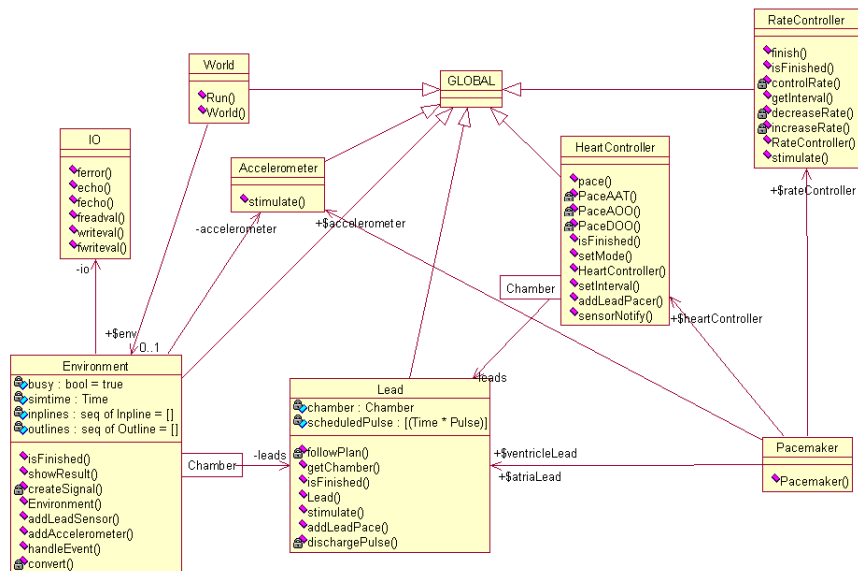 RateController
finish()
isFinished()
controlRate()
getInterval()
decreaseRate()
increaseRate()
RateController()
stimulate()
World
Run()
World()
GLOBAL
IO
ferror()
echo()
fecho()
freadval()
writeval()
fwriteval()
Accelerometer
stimulate()
HeartController
pace()
PaceAAT()
PaceAOO()
PaceDOO()
isFinished()
setMode()
HeartController()
setInterval()
addLeadPacer()
sensorNotify()
+$rateController
-accelerometer
+$accelerometer
-io
Chamber
+$heartController
+$env
0..1
Environment
busy : bool = true
simtime : Time
inplines : seq of Inpline = []
outlines : seq of Outline = []
isFinished()
showResult()
createSignal()
Environment()
addLeadSensor()
addAccelerometer()
handleEvent()
convert()
Chamber
-leads
-leads
Lead
chamber : Chamber
scheduledPulse : [(Time * Pulse)]
followPlan()
getChamber()
isFinished()
Lead()
stimulate()
addLeadPace()
dischargePulse()
+$ventricleLead
+$atriaLead
Pacemaker
Pacemaker()